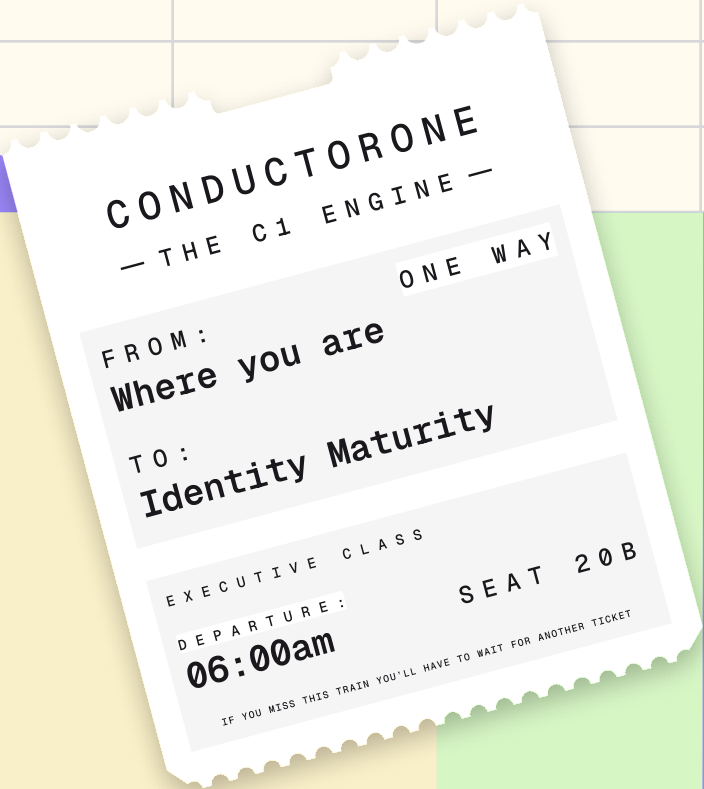 CONDUCTORONE
— THE C1 ENGINE —
ONE WAY
FROM:
Where you are
TO:
Identity Maturity
EXECUTIVE CLASS
SEAT 20B
DEPARTURE:
06:00am
IF YOU MISS THIS TRAIN YOU'LL HAVE TO WAIT FOR ANOTHER TICKET